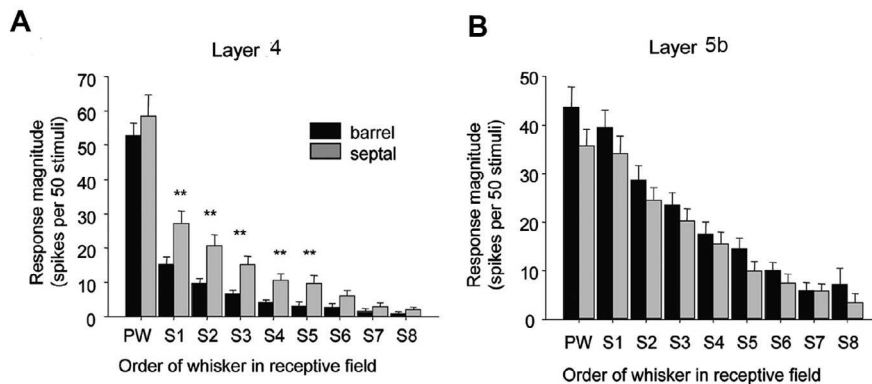 A
Layer 4
Response magnitude
(spikes per 50 stimuli)
70
60
50
40
30
20
10
0
barrel
septal
**
**
**
**
**
PW S1 S2 S3 S4 S5 S6 S7 S8
Order of whisker in receptive field
B
Layer 5b
Response magnitude
(spikes per 50 stimuli)
50
40
30
20
10
0
PW S1 S2 S3 S4 S5 S6 S7 S8
Order of whisker in receptive field